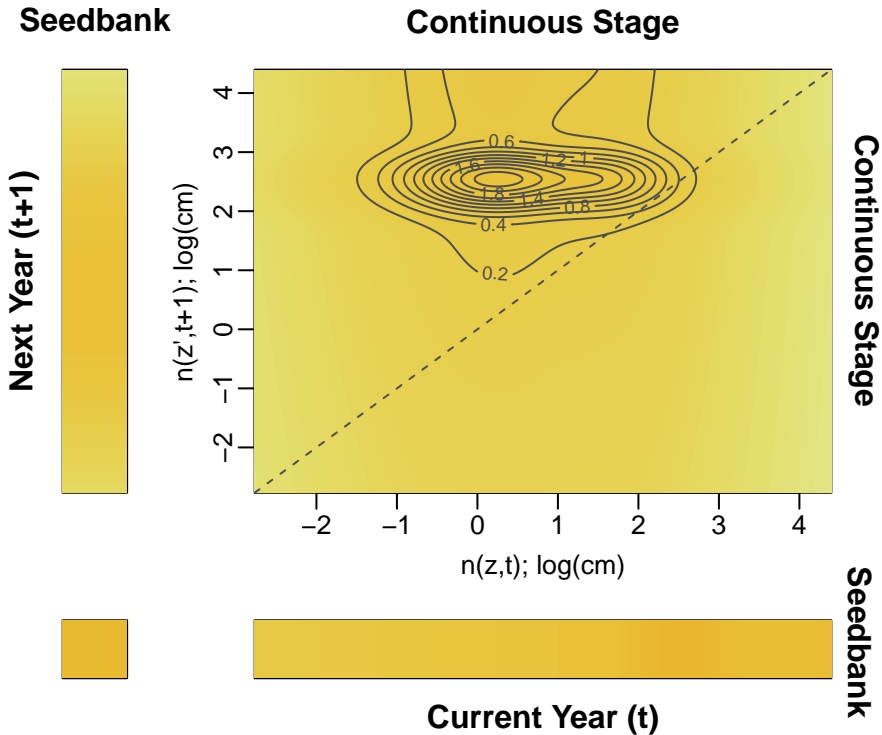 Seedbank
Continuous Stage
Next Year (t+1)
n(z',t+1); log(cm)
4
3
2
1
0
−1
−2
0.6
1.2
1
1.6
1.8
1.4
0.8
0.4
0.2
Continuous Stage
−2
−1
0
1
2
3
4
n(z,t); log(cm)
Seedbank
Current Year (t)